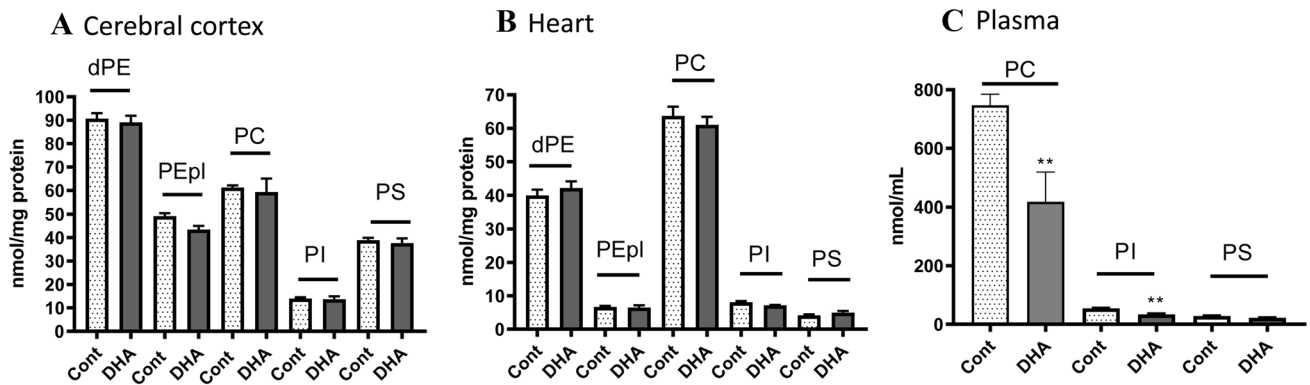 A Cerebral cortex
dPE
PEpl
PC
PI
PS
nmol/mg protein
100
90
80
70
60
50
40
30
20
10
0
Cont DHA Cont DHA Cont DHA Cont DHA Cont DHA
B Heart
dPE
PEpl
PC
PI
PS
nmol/mg protein
70
60
50
40
30
20
10
0
Cont DHA Cont DHA Cont DHA Cont DHA Cont DHA
C Plasma
PC
**
PI
**
PS
nmol/mL
800
600
400
200
0
Cont DHA Cont DHA Cont DHA